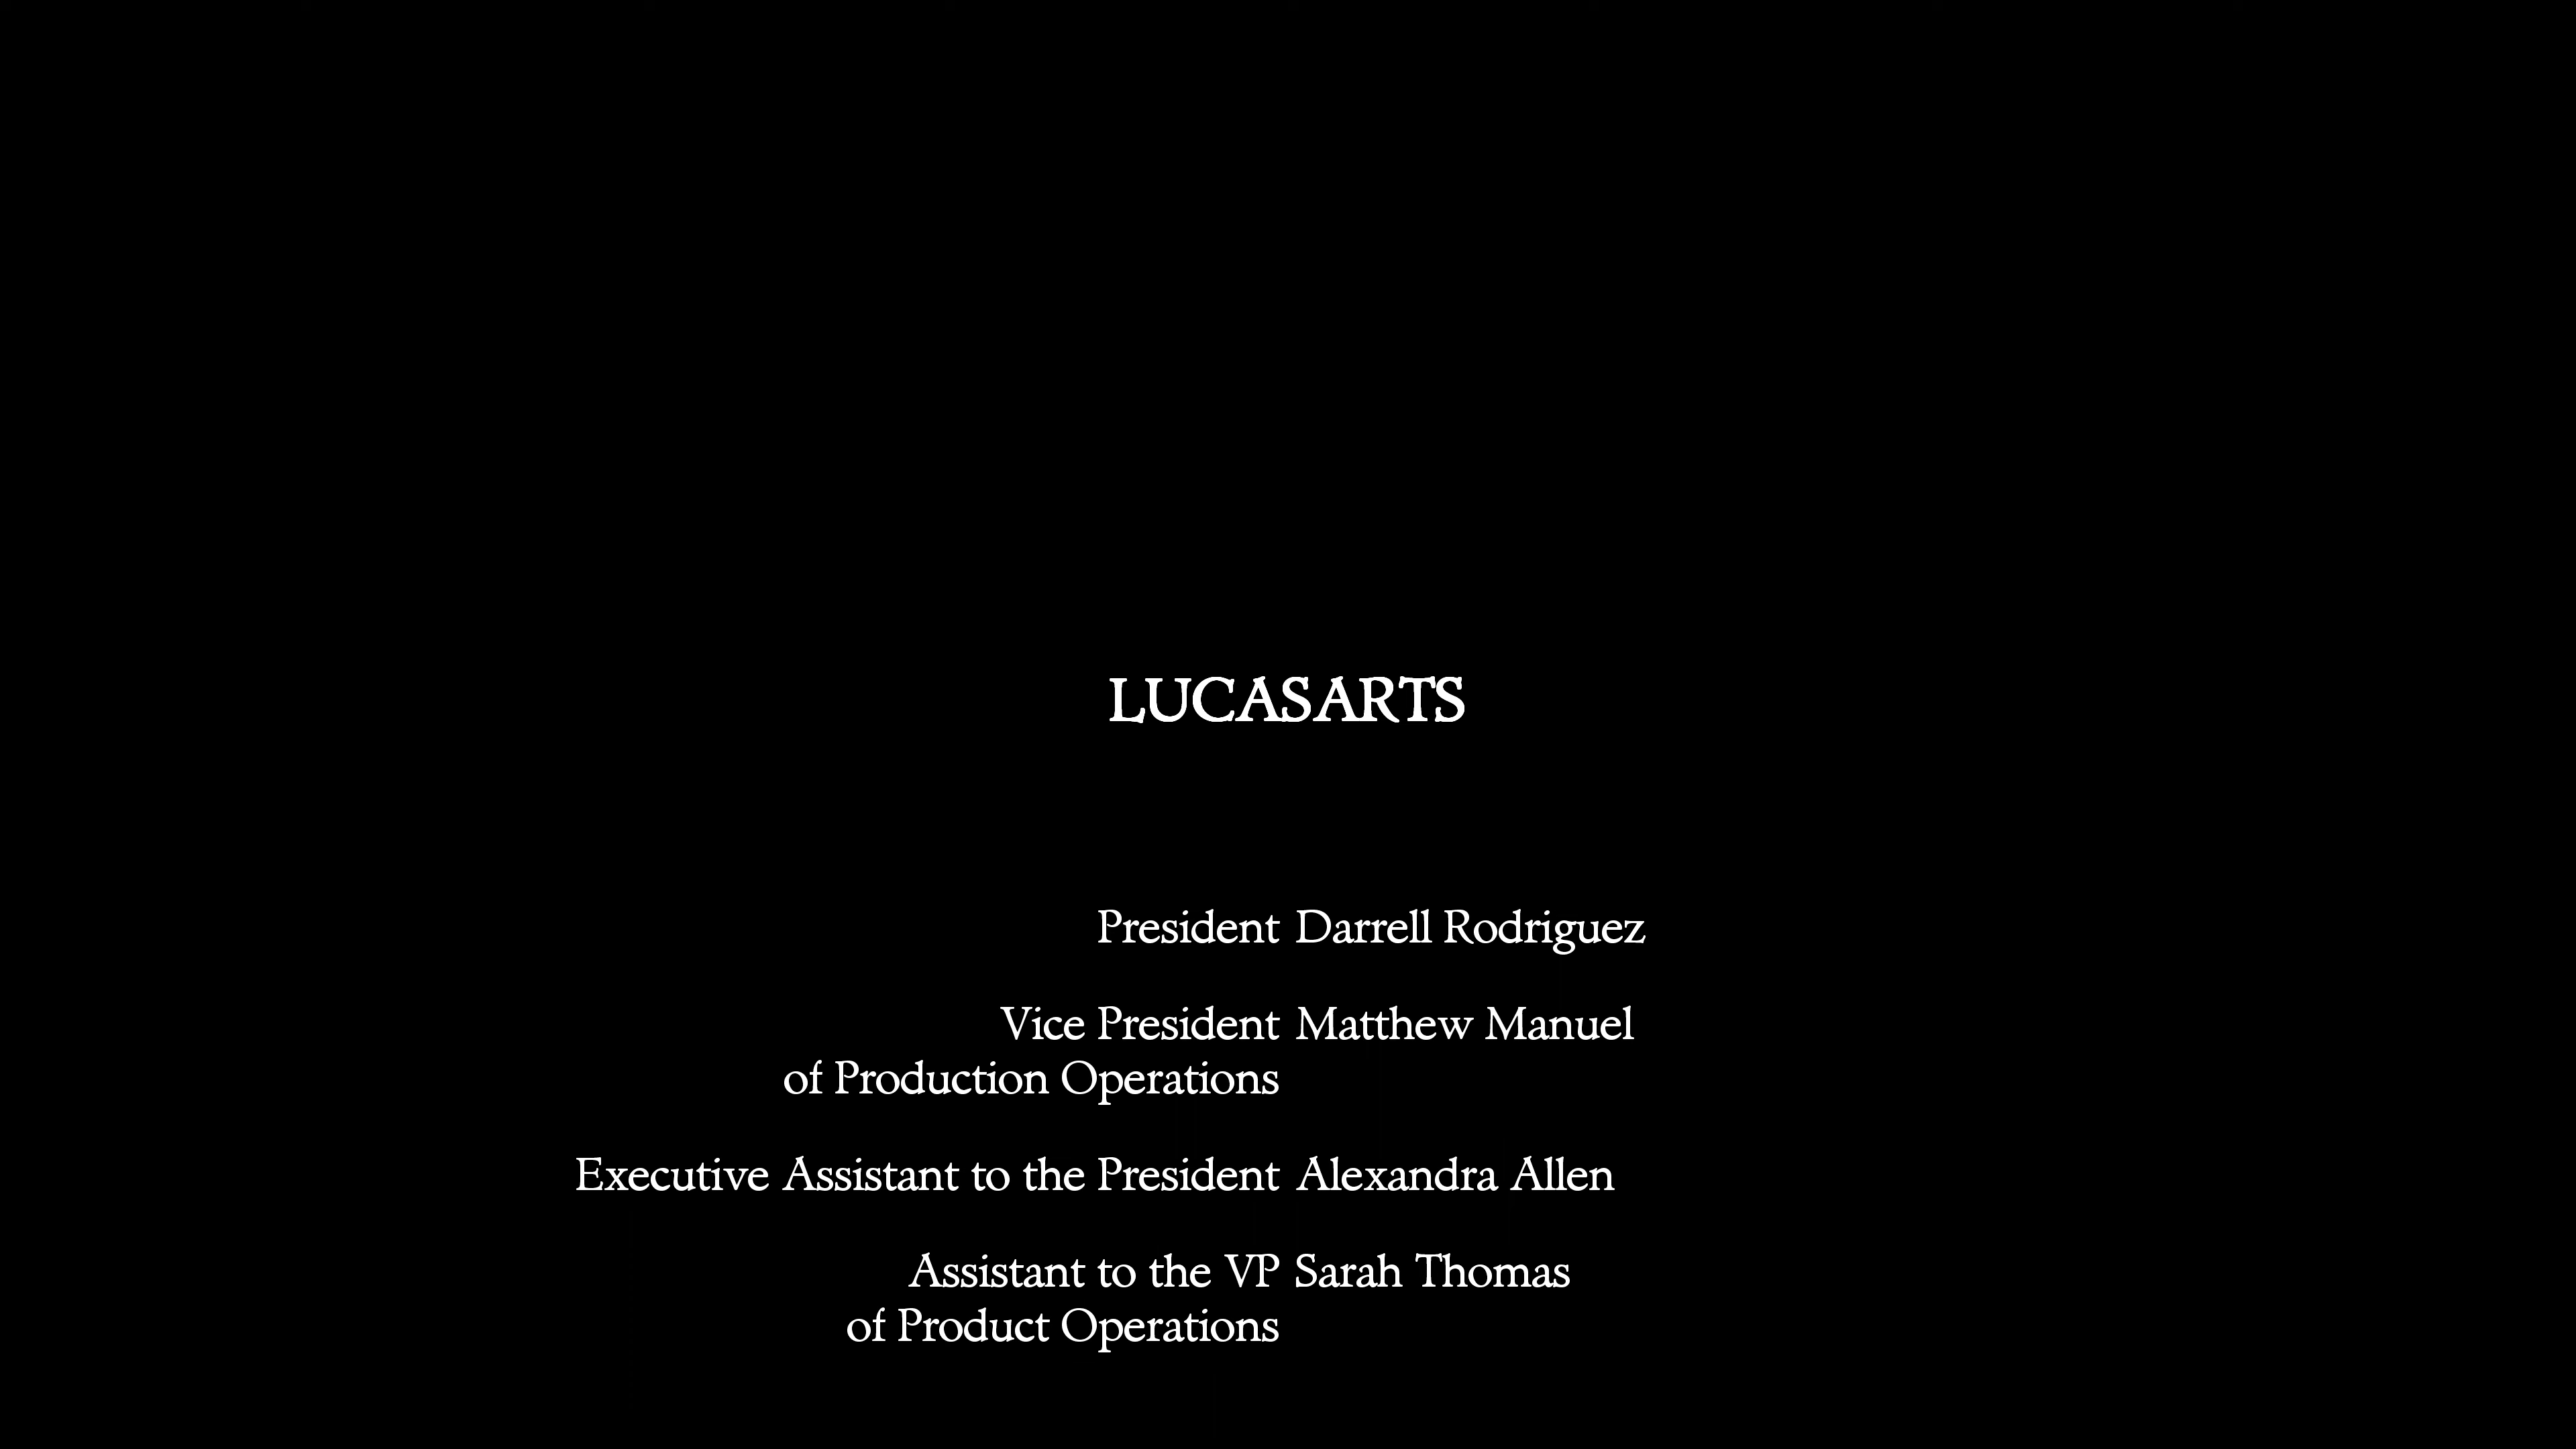 LUCASARTS
President Darrell Rodriguez
Vice President Matthew Manuel
of Production Operations
Executive Assistant to the President Alexandra Allen
Assistant to the VP Sarah Thomas
of Product Operations